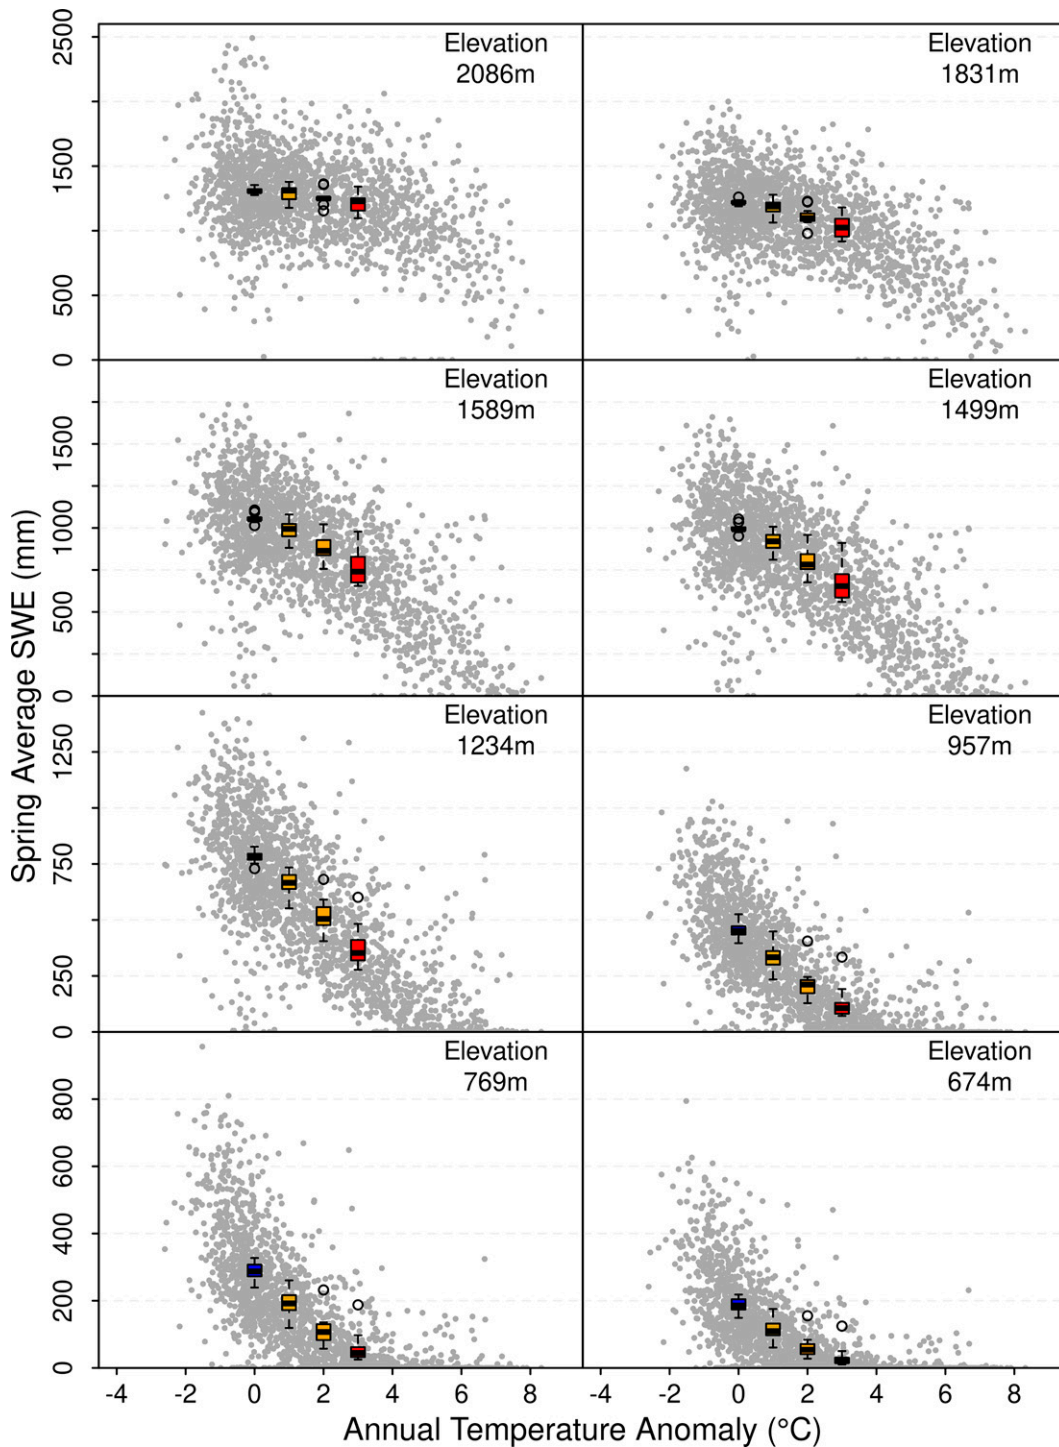 Elevation
2086m
Elevation
1831m
2500
1500
500
0
Elevation
1589m
Elevation
1499m
1500
1000
500
0
Elevation
1234m
Elevation
957m
1250
750
250
0
Elevation
769m
Elevation
674m
800
600
400
200
0
-4 -2 0 2 4 6 8
-4 -2 0 2 4 6 8
Spring Average SWE (mm)
Annual Temperature Anomaly (°C)